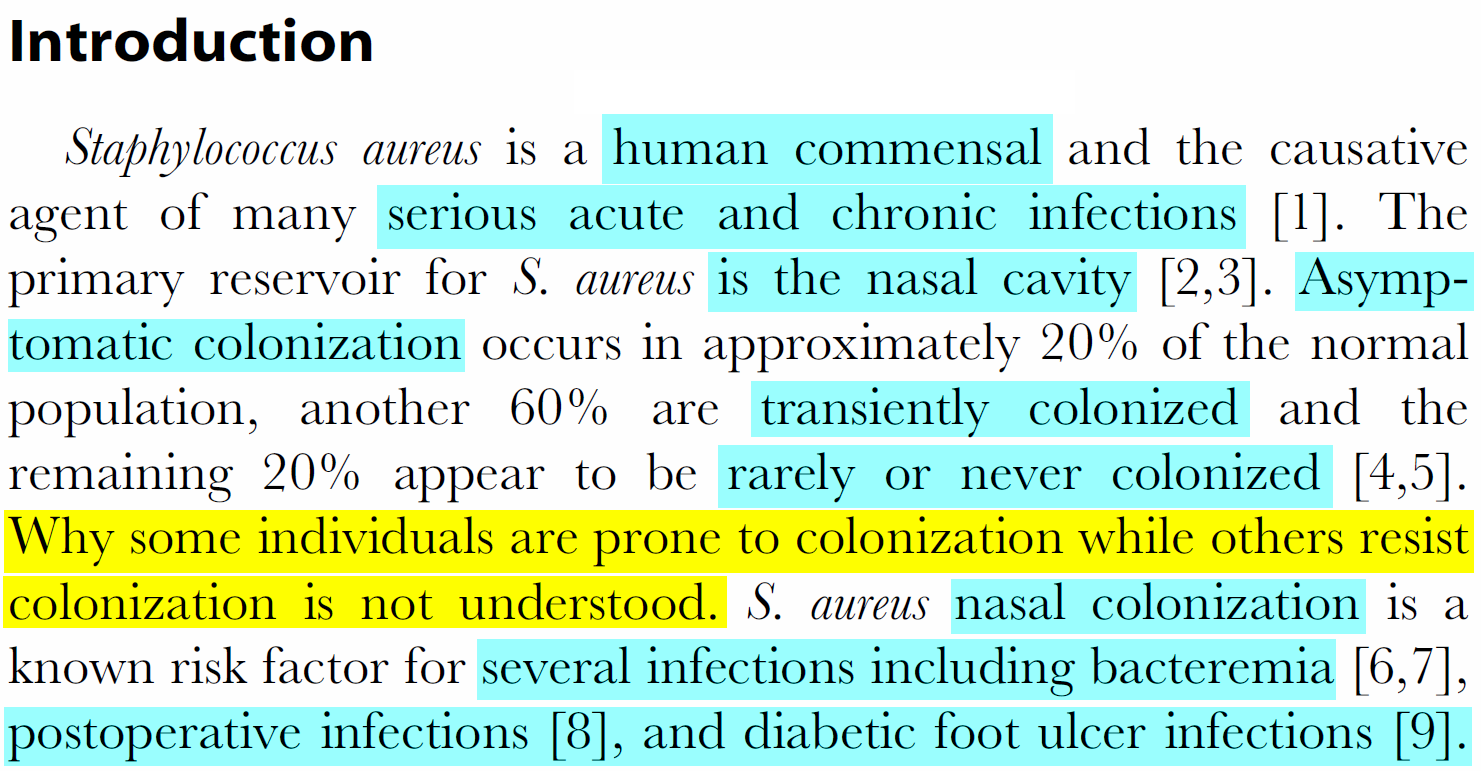 Introduction
Staphylococcus aureus is a human commensal and the causative
agent of many serious acute and chronic infections [1]. The
primary reservoir for S. aureus is the nasal cavity [2,3]. Asymp-
tomatic colonization occurs in approximately 20% of the normal
population, another 60% are transiently colonized and the
remaining 20% appear to be rarely or never colonized [4,5].
Why some individuals are prone to colonization while others resist
colonization is not understood. S. aureus nasal colonization is a
known risk factor for several infections including bacteremia [6,7],
postoperative infections [8], and diabetic foot ulcer infections [9].